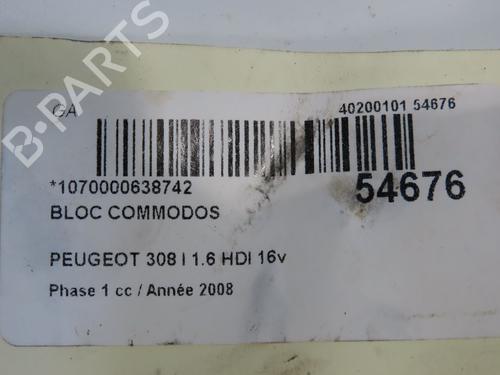 GA
40200101 54676
*1070000638742
54676
BLOC COMMODOS
PEUGEOT 308 I 1.6 HDI 16v
Phase 1 cc / Année 2008
B-PARTS